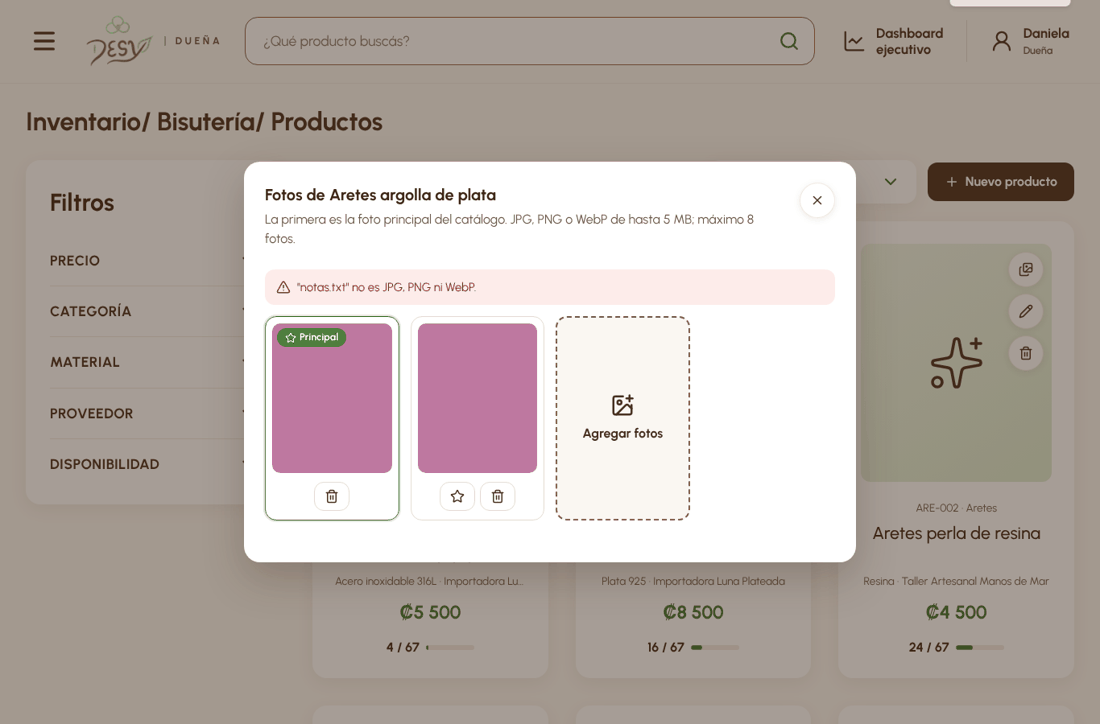 DESV | DUEÑA
¿Qué producto buscás?
Dashboard
ejecutivo
Daniela
Dueña
Inventario/ Bisutería/ Productos
Filtros
PRECIO
CATEGORÍA
MATERIAL
PROVEEDOR
DISPONIBILIDAD
Nuevo producto
Fotos de Aretes argolla de plata
La primera es la foto principal del catálogo. JPG, PNG o WebP de hasta 5 MB; máximo 8
fotos.
"notas.txt" no es JPG, PNG ni WebP.
Principal
Agregar fotos
ARE-002 · Aretes
Aretes perla de resina
Acero inoxidable 316L · Importadora Lu...
₡5 500
4 / 67
Plata 925 · Importadora Luna Plateada
₡8 500
16 / 67
Resina · Taller Artesanal Manos de Mar
₡4 500
24 / 67